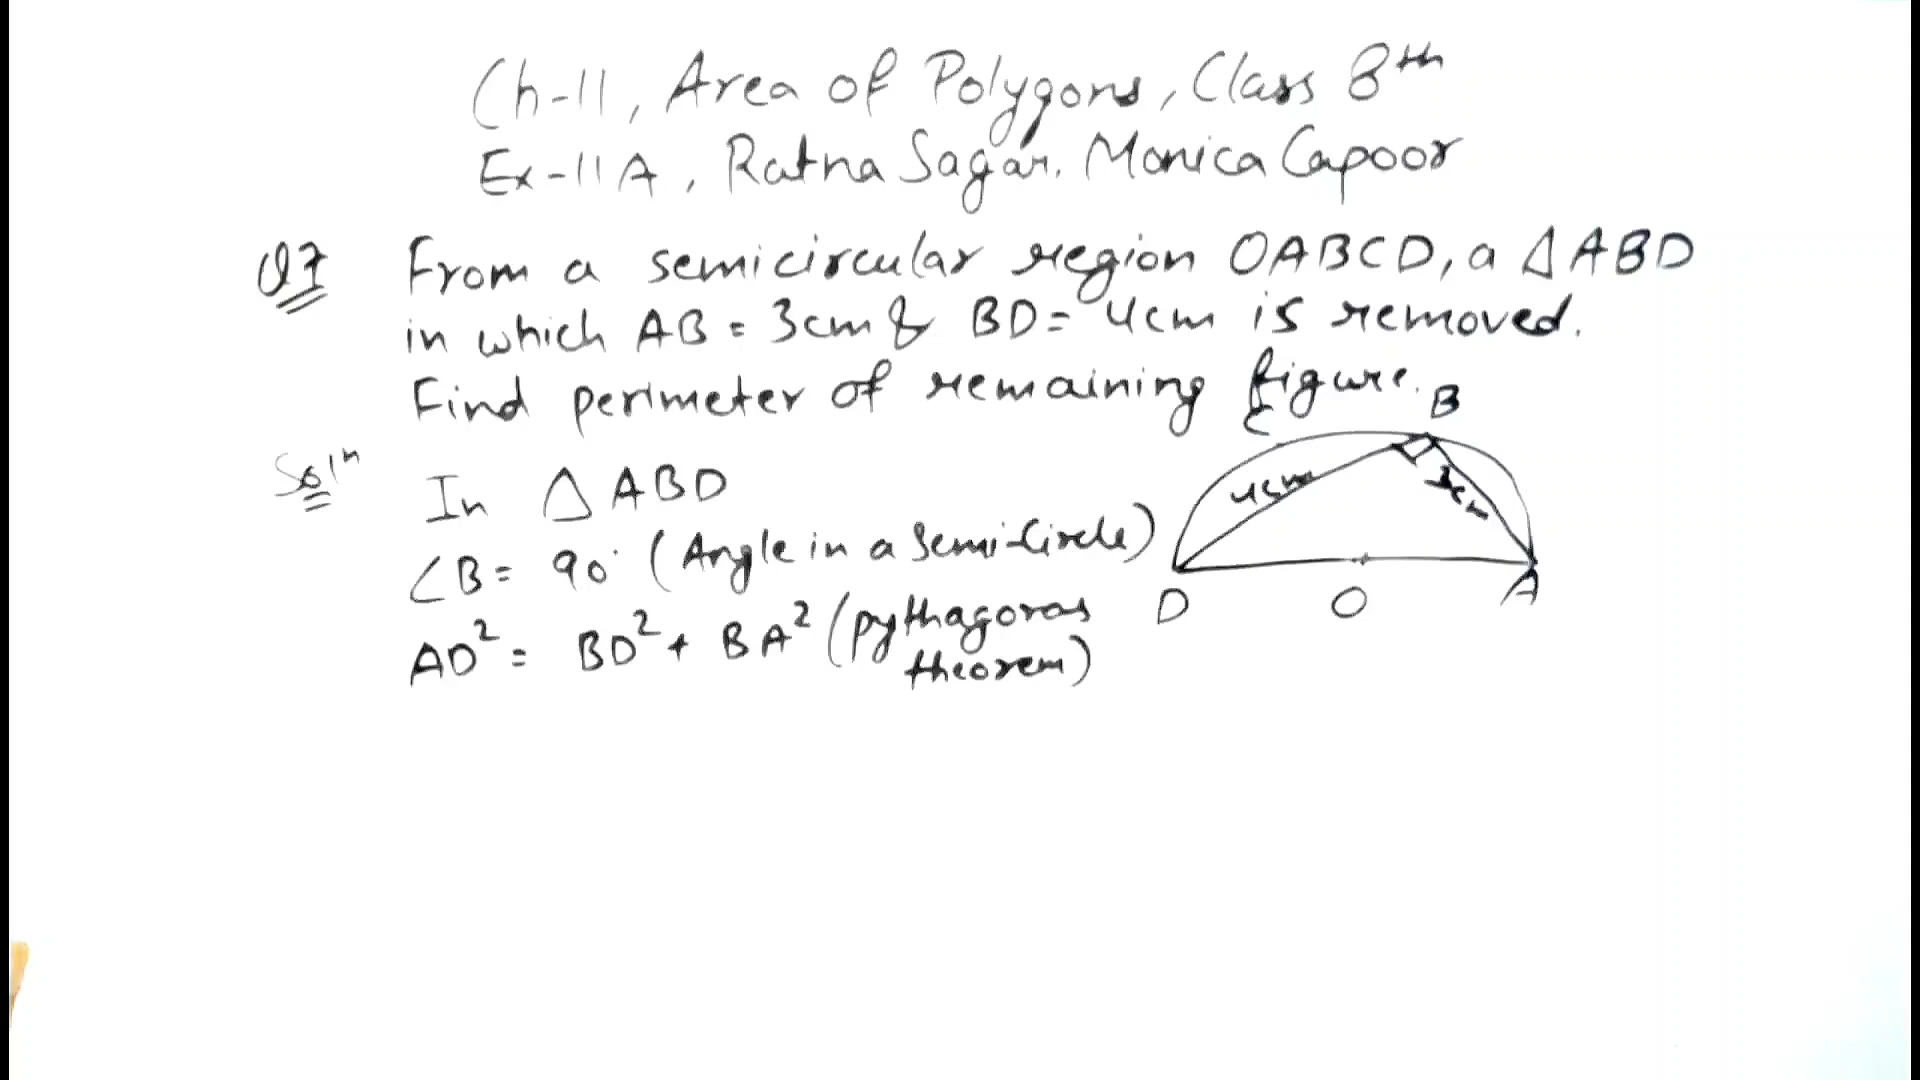 Ch-11, Area of Polygons, Class 8th
Ex-11A, Ratna Sagar, Monica Capoor
Q7 From a semicircular region OABCD, a △ABD
in which AB = 3cm & BD = 4cm is removed.
Find perimeter of remaining figure.
C B
Soln In △ABD
4cm 3cm
∠B = 90° (Angle in a Semi-Circle)
D O A
AD² = BD² + BA² (pythagoras
theorem)